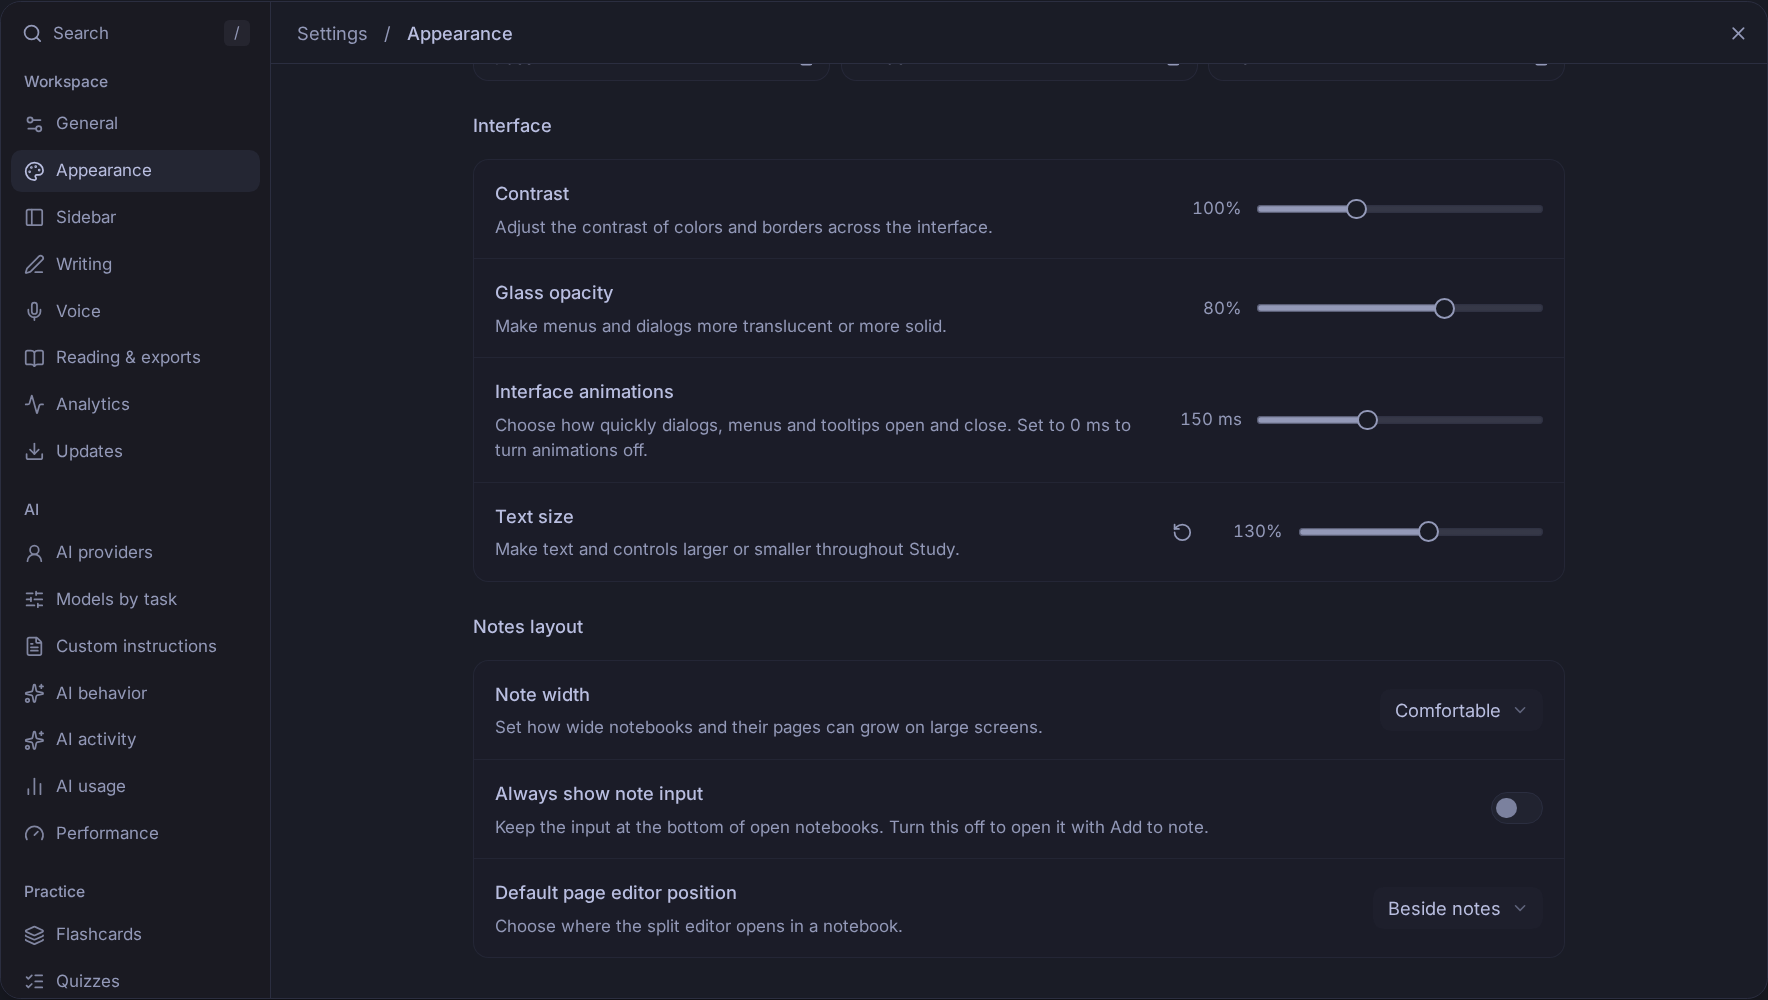 Search
/
Settings / Appearance
Workspace
General
Appearance
Sidebar
Writing
Voice
Reading & exports
Analytics
Updates
AI
AI providers
Models by task
Custom instructions
AI behavior
AI activity
AI usage
Performance
Practice
Flashcards
Quizzes
Interface
Contrast
Adjust the contrast of colors and borders across the interface.
100%
Glass opacity
Make menus and dialogs more translucent or more solid.
80%
Interface animations
Choose how quickly dialogs, menus and tooltips open and close. Set to 0 ms to
turn animations off.
150 ms
Text size
Make text and controls larger or smaller throughout Study.
130%
Notes layout
Note width
Set how wide notebooks and their pages can grow on large screens.
Comfortable
Always show note input
Keep the input at the bottom of open notebooks. Turn this off to open it with Add to note.
Default page editor position
Choose where the split editor opens in a notebook.
Beside notes